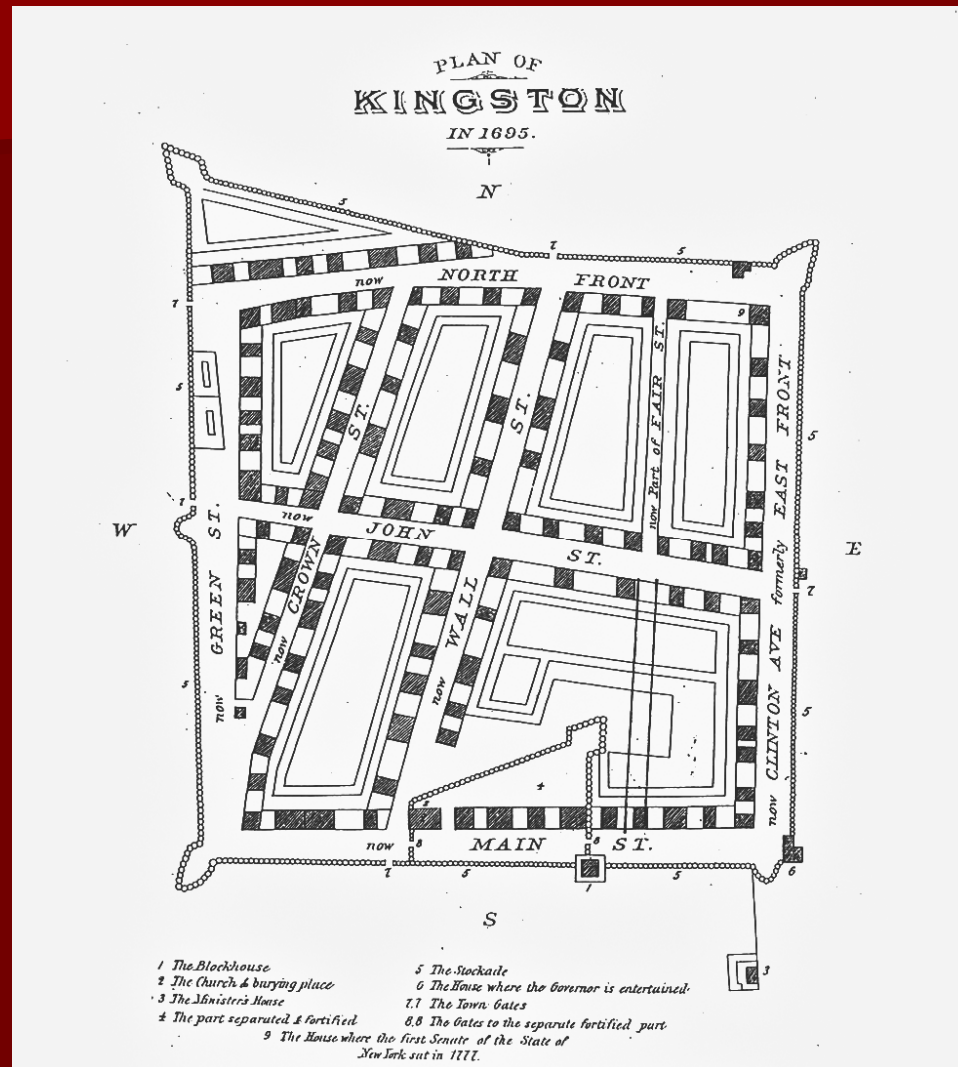 PLAN OF
KINGSTON
IN 1695.
N
5
7
5
now NORTH FRONT
7
9
5
ST.
ST.
now Part of FAIR ST.
formerly EAST FRONT
5
7
now JOHN ST.
W
E
GREEN ST.
now
now CROWN
now WALL
7
now CLINTON AVE
5
5
4
2
now MAIN ST.
8
8
7
5
1
5
6
S
3
1 The Blockhouse
2 The Church & burying place
3 The Minister's House
4 The part separated & fortified
5 The Stockade
6 The House where the Governor is entertained.
7.7 The Town Gates
8.8 The Gates to the separate fortified part
9 The House where the first Senate of the State of
New York sat in 1777.